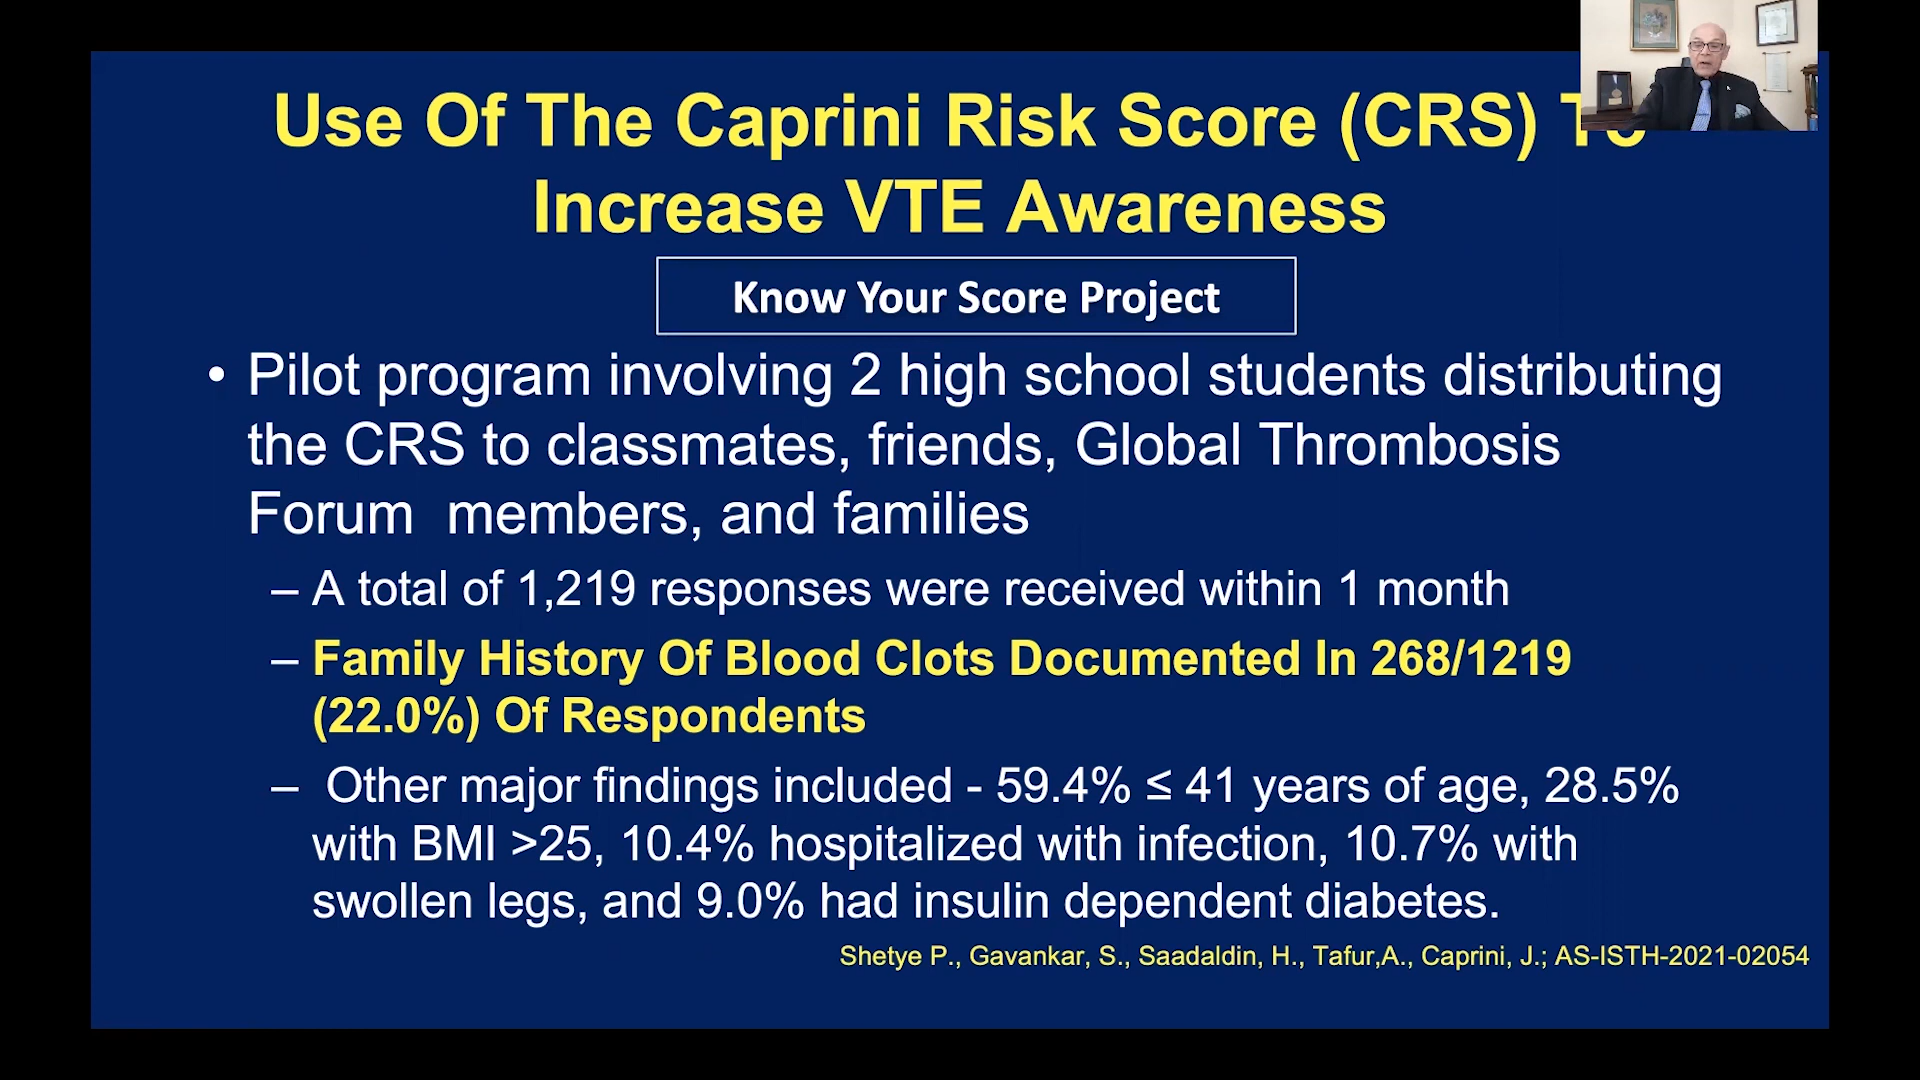 Use Of The Caprini Risk Score (CRS) To
Increase VTE Awareness
Know Your Score Project
• Pilot program involving 2 high school students distributing
the CRS to classmates, friends, Global Thrombosis
Forum  members, and families
– A total of 1,219 responses were received within 1 month
– Family History Of Blood Clots Documented In 268/1219
(22.0%) Of Respondents
–  Other major findings included - 59.4% ≤ 41 years of age, 28.5%
with BMI >25, 10.4% hospitalized with infection, 10.7% with
swollen legs, and 9.0% had insulin dependent diabetes.
Shetye P., Gavankar, S., Saadaldin, H., Tafur,A., Caprini, J.; AS-ISTH-2021-02054